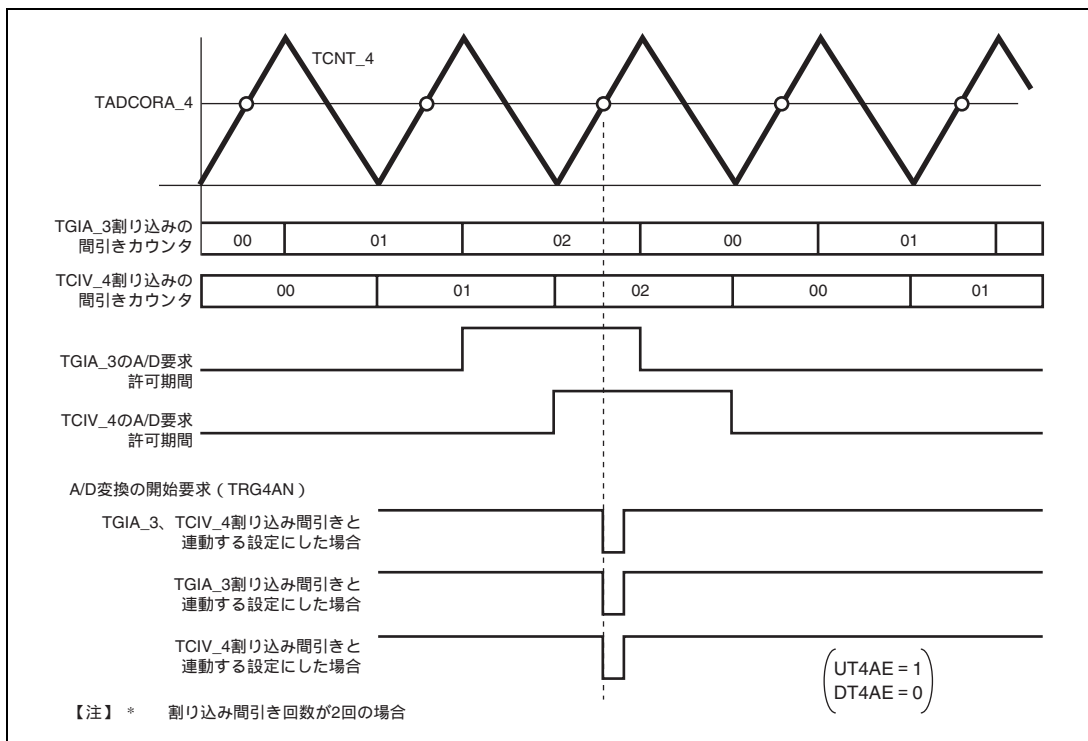 TCNT_4
TADCORA_4
TGIA_3割り込みの
間引きカウンタ
00 01 02 00 01
TCIV_4割り込みの
間引きカウンタ
00 01 02 00 01
TGIA_3のA/D要求
許可期間
TCIV_4のA/D要求
許可期間
A/D変換の開始要求（TRG4AN）
TGIA_3、TCIV_4割り込み間引きと
連動する設定にした場合
TGIA_3割り込み間引きと
連動する設定にした場合
TCIV_4割り込み間引きと
連動する設定にした場合
UT4AE = 1
DT4AE = 0
【注】 * 割り込み間引き回数が2回の場合